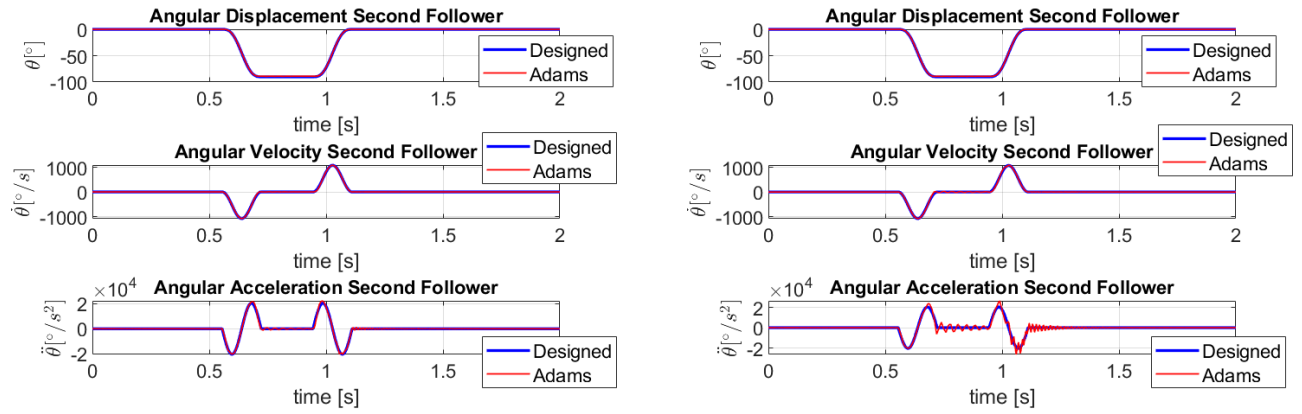 Angular Displacement Second Follower
θ[°]
0
-50
-100
Designed
Adams
0
0.5
1
1.5
2
time [s]
Angular Velocity Second Follower
θ̇[°/s]
1000
0
-1000
Designed
Adams
0
0.5
1
1.5
2
time [s]
Angular Acceleration Second Follower
×10⁴
θ̈[°/s²]
2
0
-2
Designed
Adams
0
0.5
1
1.5
2
time [s]
Angular Displacement Second Follower
θ[°]
0
-50
-100
Designed
Adams
0
0.5
1
1.5
2
time [s]
Angular Velocity Second Follower
θ̇[°/s]
1000
0
-1000
Designed
Adams
0
0.5
1
1.5
2
time [s]
Angular Acceleration Second Follower
×10⁴
θ̈[°/s²]
2
0
-2
Designed
Adams
0
0.5
1
1.5
2
time [s]